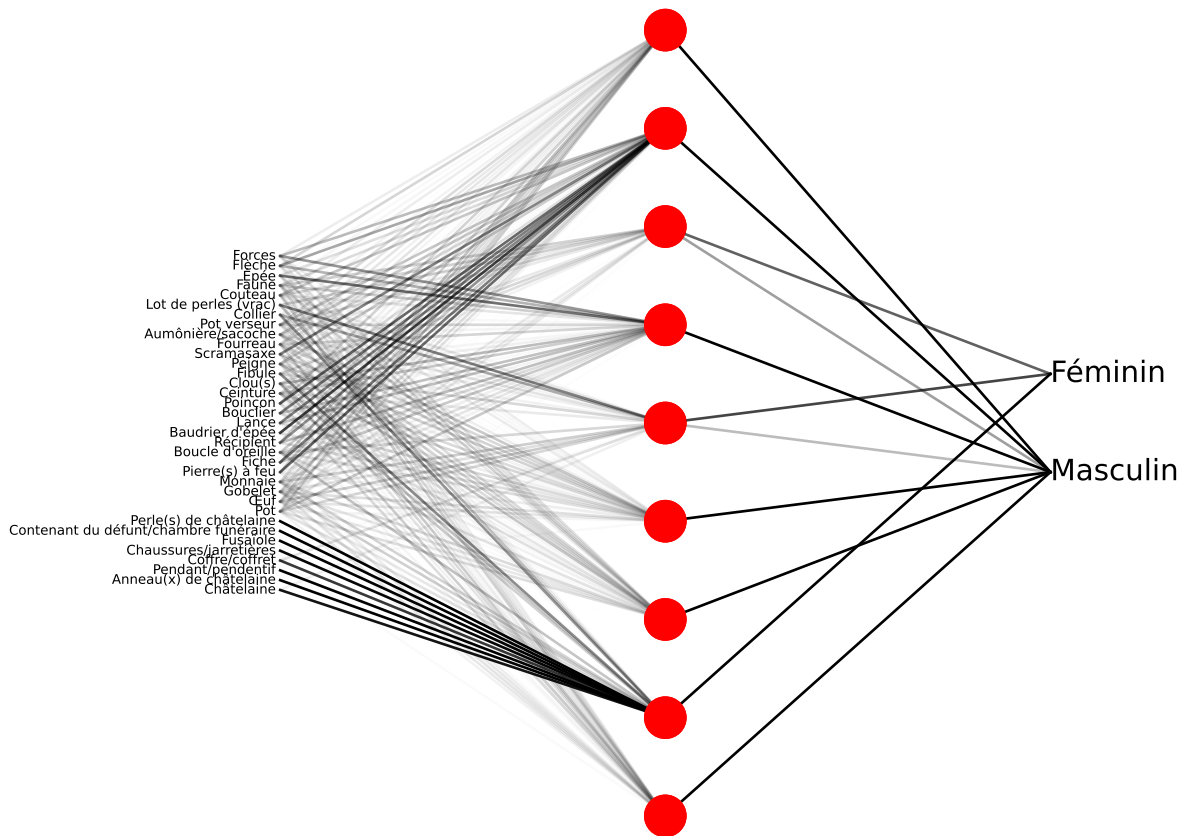 Forces
Flèche
Épée
Faune
Couteau
Lot de perles (vrac)
Collier
Pot verseur
Aumônière/sacoche
Fourreau
Scramasaxe
Peigne
Fibule
Clou(s)
Ceinture
Poinçon
Bouclier
Lance
Baudrier d'épée
Récipient
Boucle d'oreille
Fiche
Pierre(s) à feu
Monnaie
Gobelet
Œuf
Pot
Perle(s) de châtelaine
Contenant du défunt/chambre funéraire
Fusaïole
Chaussures/jarretières
Coffre/coffret
Pendant/pendentif
Anneau(x) de châtelaine
Châtelaine
Féminin
Masculin